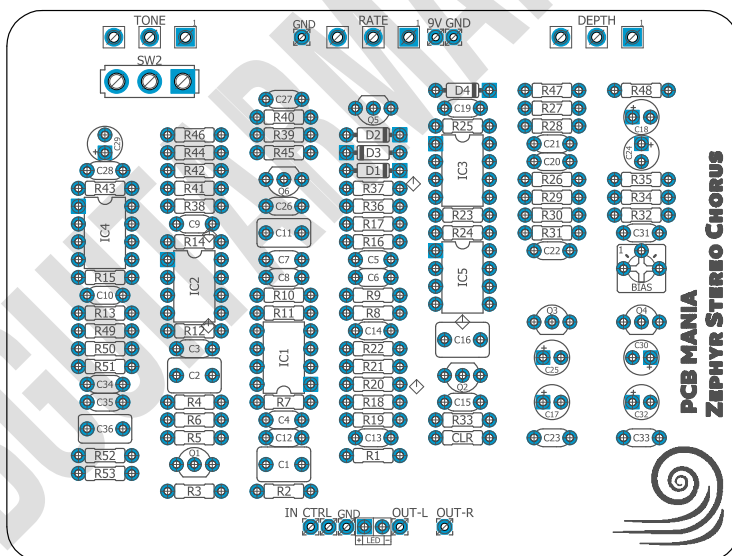 TONE 1
GND RATE 1
9V GND
DEPTH 1
SW2
D4
R47
R48
C27
Q5
C19
R27
C18
R40
R25
R28
C29
R46
R39
D2
C21
C24
R44
R45
D3
IC3
C20
C28
R42
D1
R43
R41
Q6
R37
R26
R35
R38
C26
R36
R29
R34
IC4
C9
C11
R17
R23
R30
R32
R14
R16
R24
R31
C31
C7
C5
IC5
C22
1
R15
IC2
C8
C6
BIAS
C10
R10
R9
R13
R11
R8
Q3
Q4
R49
R12
C14
C16
R50
C3
IC1
R22
C25
C30
R51
C2
R21
C34
R20
Q2
C35
R4
R7
R18
C15
C17
C32
C36
R6
C4
R19
R33
R5
C12
C13
CLR
C23
C33
R52
Q1
C1
R1
R53
R3
R2
IN CTRL GND OUT-L OUT-R
+ LED -
PCB MANIA
ZEPHYR STEREO CHORUS